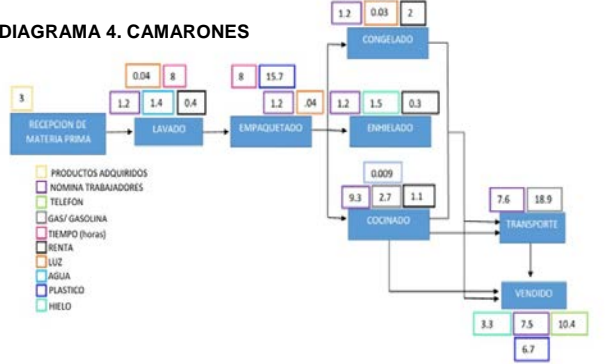 DIAGRAMA 4. CAMARONES
1.2 0.03 2
CONGELADO
0.04 8
8 15.7
3
1.2 1.4 0.4
1.2 .04
1.2 1.5 0.3
RECEPCION DE
MATERIA PRIMA
LAVADO
EMPAQUETADO
ENHIELADO
0.009
9.3 2.7 1.1
COCINADO
PRODUCTOS ADQUIRIDOS
NOMINA TRABAJADORES
TELEFON
GAS/ GASOLINA
TIEMPO (horas)
RENTA
LUZ
AGUA
PLASTICO
HIELO
7.6 18.9
TRANSPORTE
VENDIDO
3.3 7.5 10.4
6.7